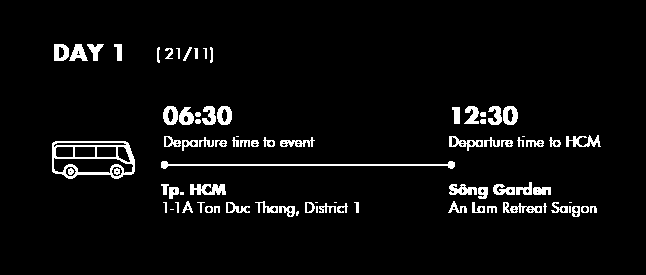 DAY 1 (21/11)
06:30
Departure time to event
Tp. HCM
1-1A Ton Duc Thang, District 1
12:30
Departure time to HCM
Sông Garden
An Lam Retreat Saigon